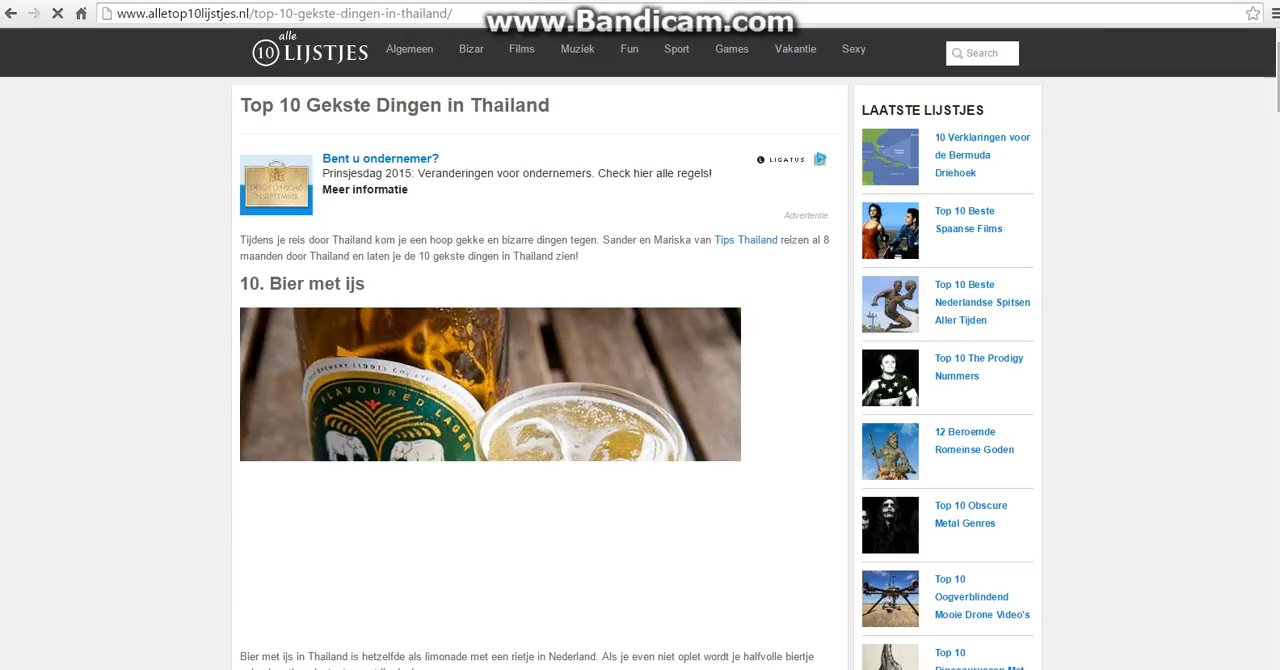 www.alletop10lijstjes.nl/top-10-gekste-dingen-in-thailand/
www.Bandicam.com
alle
10 LIJSTJES
Algemeen Bizar Films Muziek Fun Sport Games Vakantie Sexy
Search
Top 10 Gekste Dingen in Thailand
Bent u ondernemer?
LIGATUS
Prinsjesdag 2015: Veranderingen voor ondernemers. Check hier alle regels!
Meer informatie
Advertentie
Tijdens je reis door Thailand kom je een hoop gekke en bizarre dingen tegen. Sander en Mariska van Tips Thailand reizen al 8
maanden door Thailand en laten je de 10 gekste dingen in Thailand zien!
10. Bier met ijs
FLAVOURED LAGER
Bier met ijs in Thailand is hetzelfde als limonade met een rietje in Nederland. Als je even niet oplet wordt je halfvolle biertje
LAATSTE LIJSTJES
10 Verklaringen voor
de Bermuda
Driehoek
Top 10 Beste
Spaanse Films
Top 10 Beste
Nederlandse Spitsen
Aller Tijden
Top 10 The Prodigy
Nummers
12 Beroemde
Romeinse Goden
Top 10 Obscure
Metal Genres
Top 10
Oogverblindend
Mooie Drone Video's
Top 10